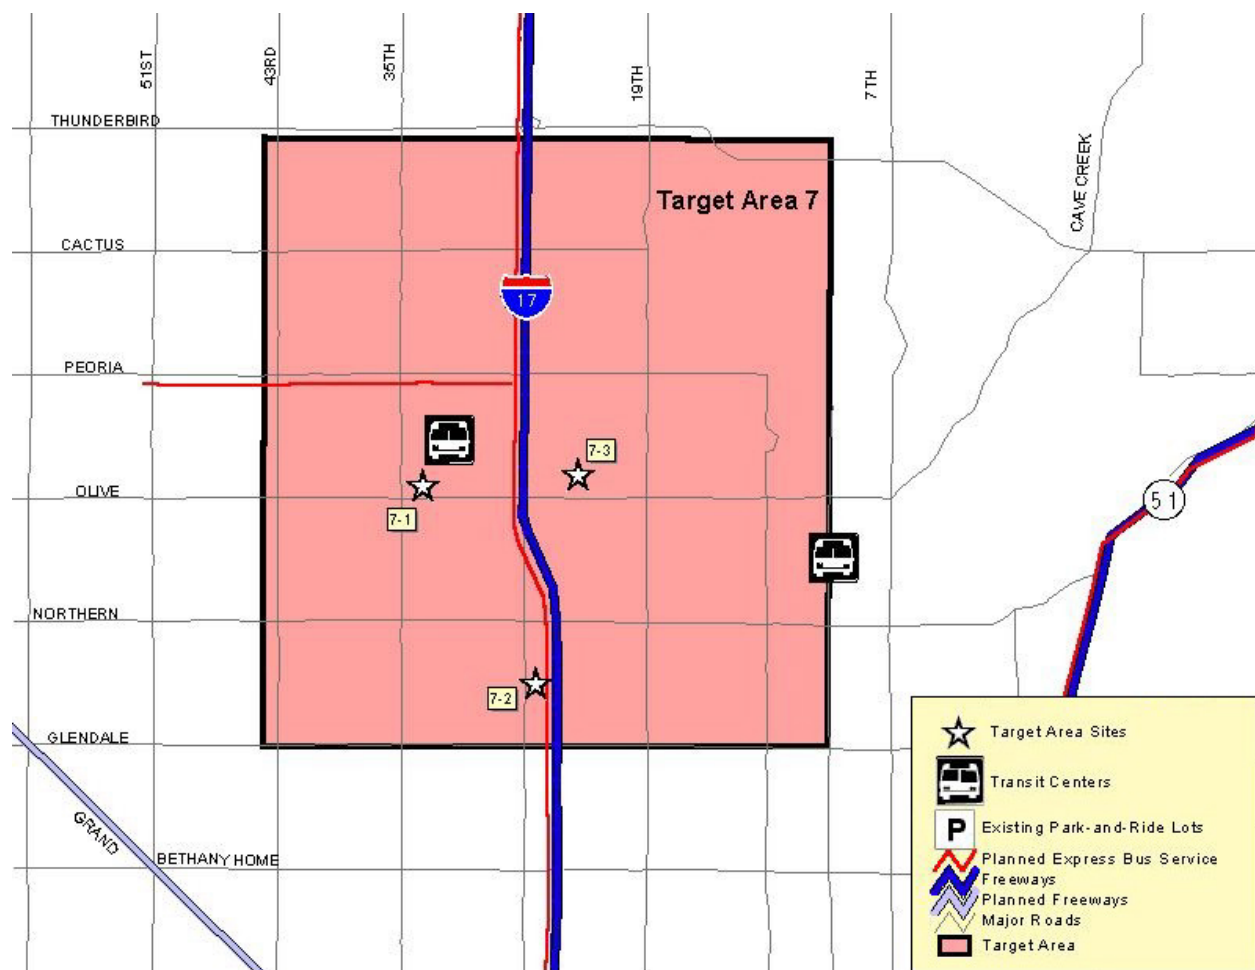 51ST
43RD
35TH
19TH
7TH
THUNDERBIRD
CAVE CREEK
Target Area 7
CACTUS
17
PEORIA
7-3
OLIVE
51
7-1
NORTHERN
7-2
GLENDALE
GRAND
BETHANY HOME
Target Area Sites
Transit Centers
P
Existing Park-and-Ride Lots
Planned Express Bus Service
Freeways
Planned Freeways
Major Roads
Target Area